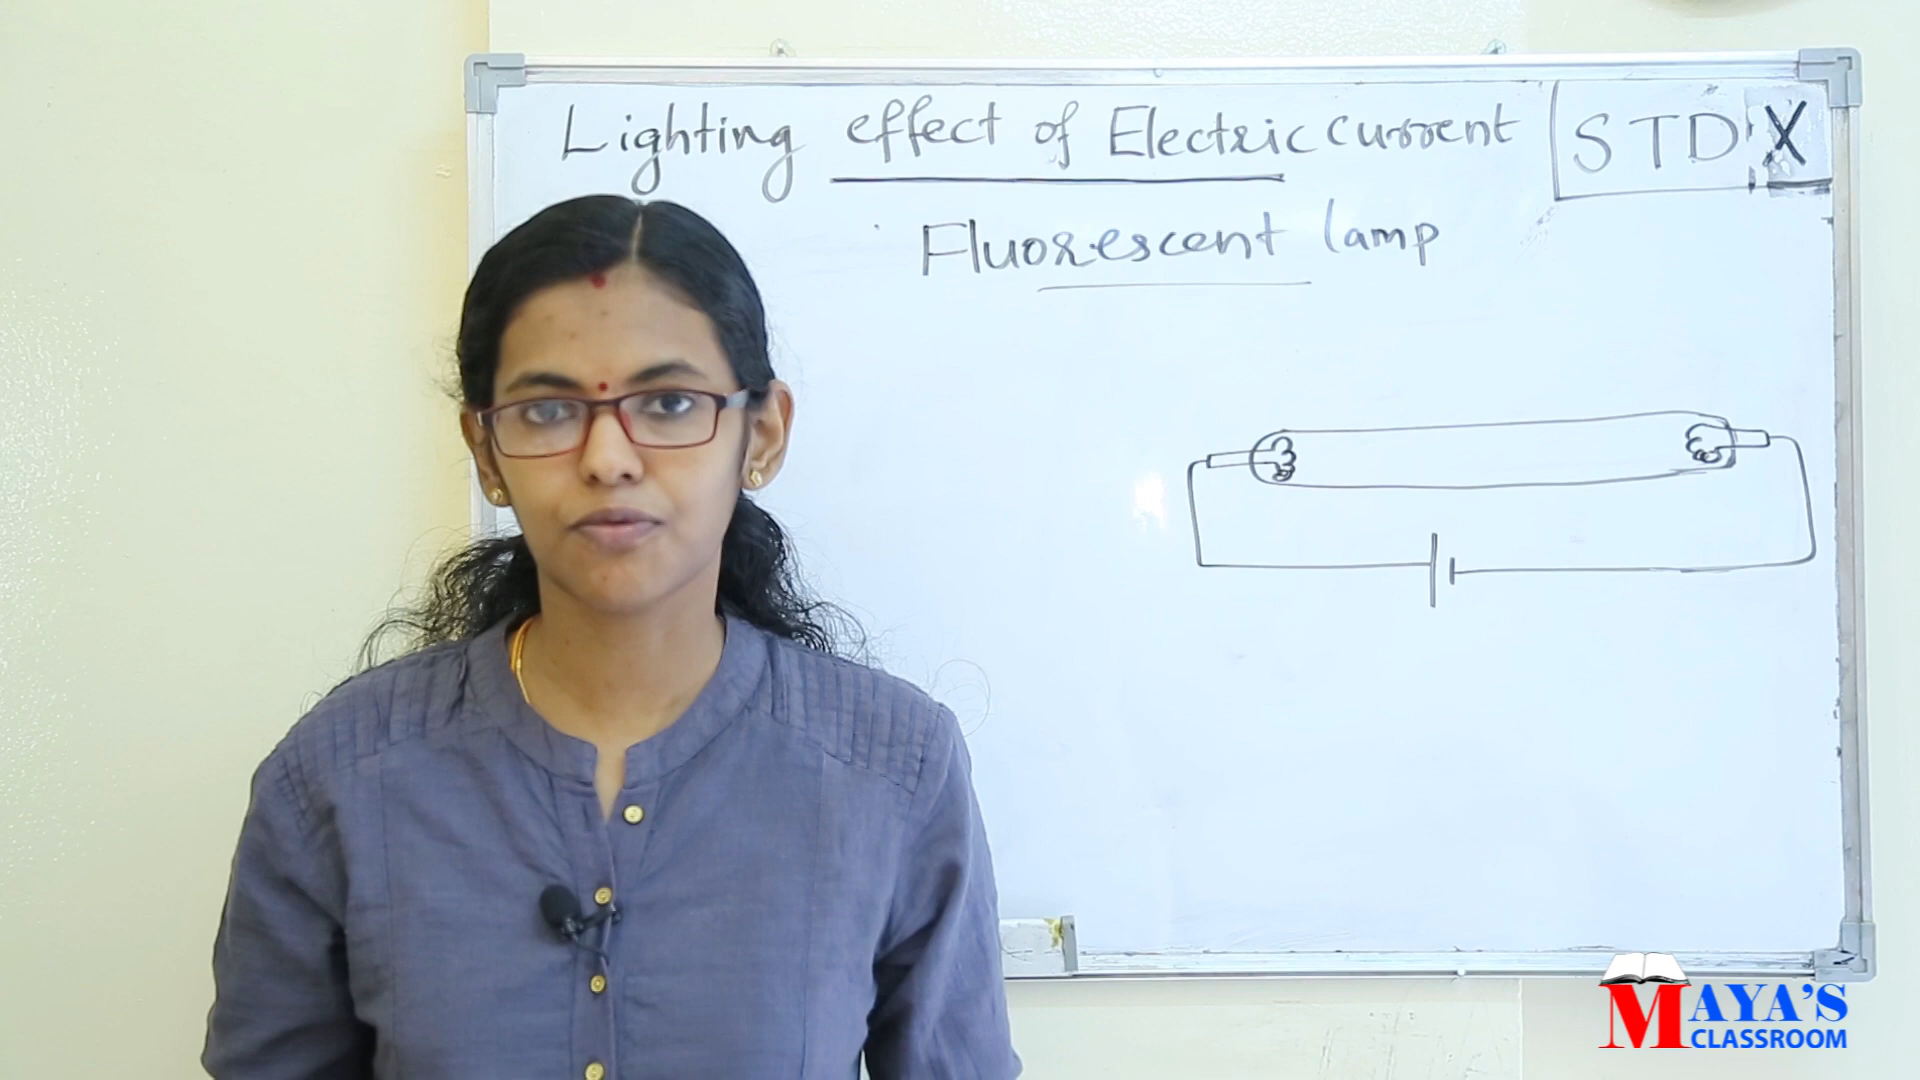 Lighting effect of Electric current
STD X
Fluorescent lamp
MAYA'S
CLASSROOM